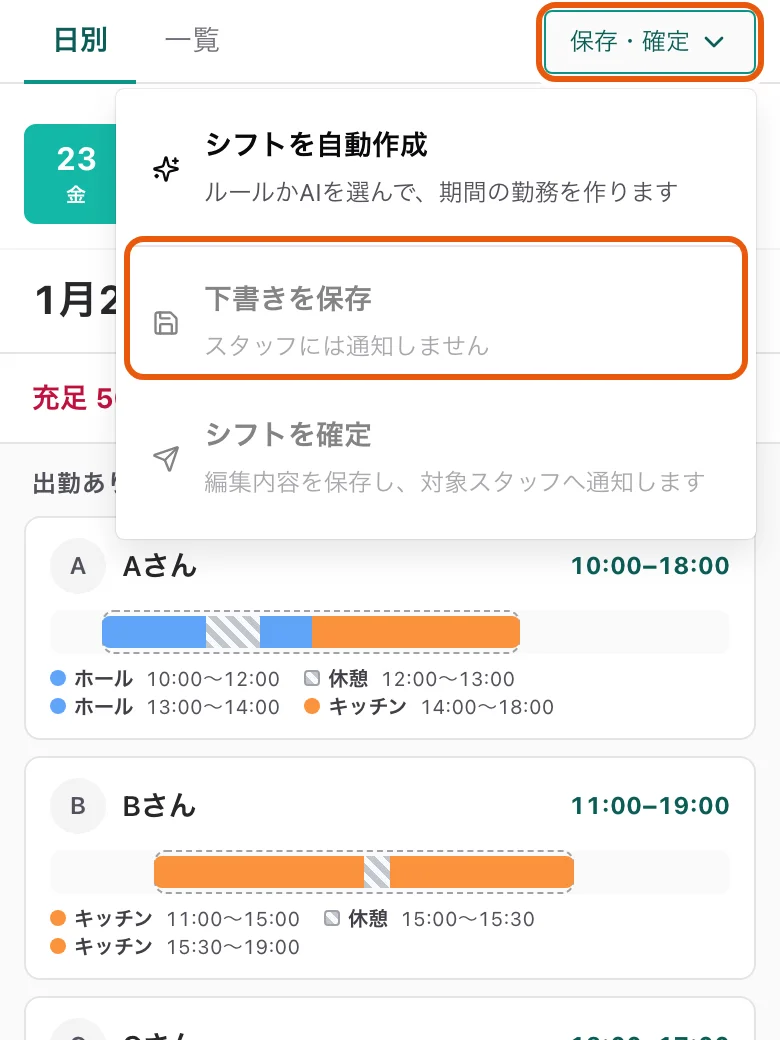 日別
一覧
保存・確定
シフトを自動作成
ルールかAIを選んで、期間の勤務を作ります
23
金
下書きを保存
スタッフには通知しません
1月2
充足 5
シフトを確定
編集内容を保存し、対象スタッフへ通知します
出勤あり
A
Aさん
10:00–18:00
ホール 10:00〜12:00 休憩 12:00〜13:00
ホール 13:00〜14:00 キッチン 14:00〜18:00
B
Bさん
11:00–19:00
キッチン 11:00〜15:00 休憩 15:00〜15:30
キッチン 15:30〜19:00